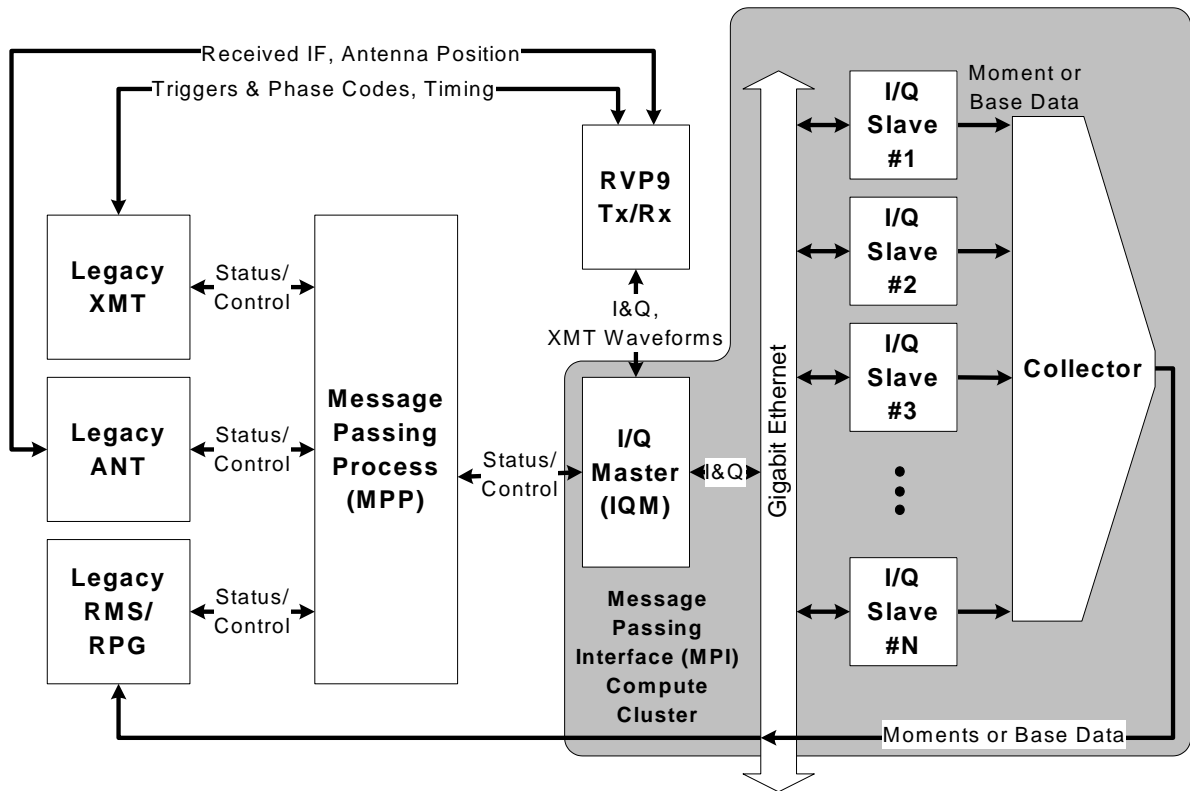 Received IF, Antenna Position
Triggers & Phase Codes, Timing
RVP9
Tx/Rx
Legacy
XMT
Status/
Control
Message
Passing
Process
(MPP)
I&Q,
XMT Waveforms
Legacy
ANT
Status/
Control
Status/
Control
I/Q
Master
(IQM)
I&Q
Gigabit Ethernet
Legacy
RMS/
RPG
Status/
Control
Message
Passing
Interface (MPI)
Compute
Cluster
I/Q
Slave
#1
Moment or
Base Data
I/Q
Slave
#2
I/Q
Slave
#3
I/Q
Slave
#N
Collector
Moments or Base Data